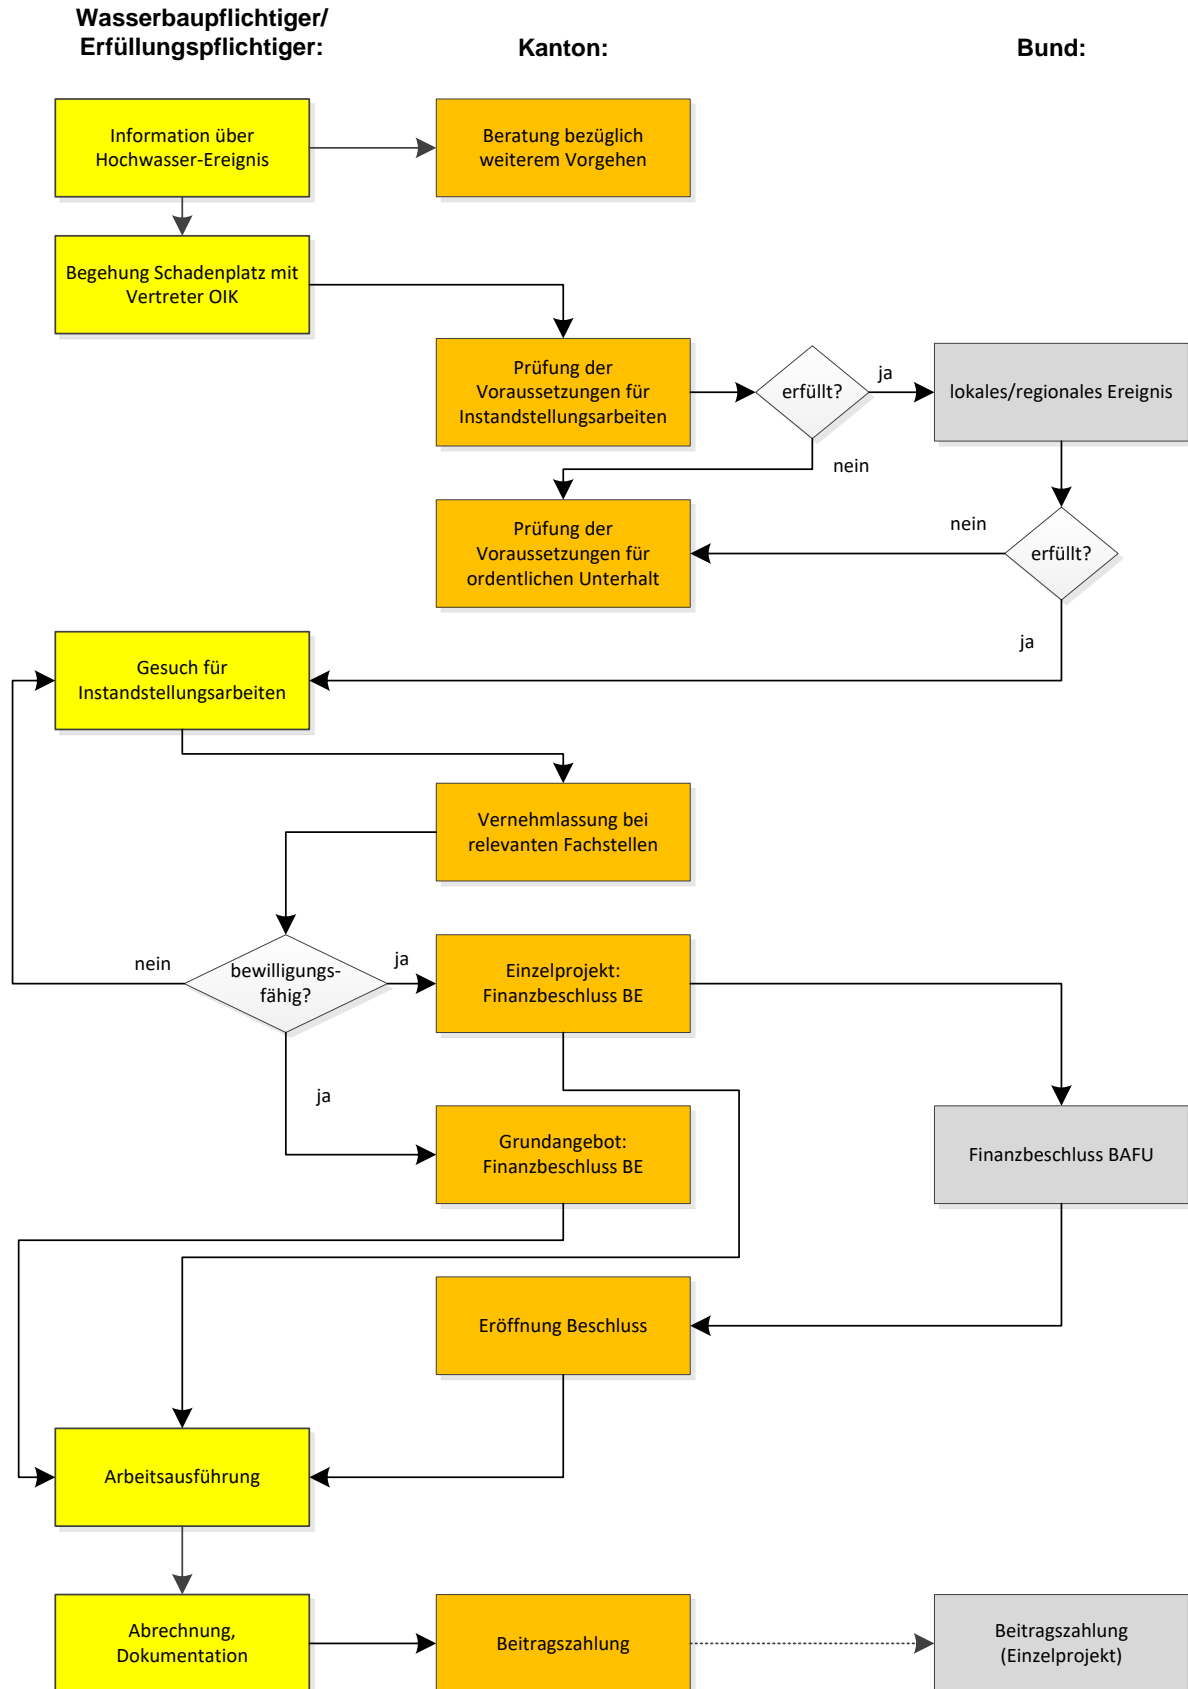 Wasserbaupflichtiger/
Erfüllungspflichtiger:
Kanton:
Bund:
Information über
Hochwasser-Ereignis
Beratung bezüglich
weiterem Vorgehen
Begehung Schadenplatz mit
Vertreter OIK
Prüfung der
Voraussetzungen für
Instandstellungsarbeiten
erfüllt?
ja
lokales/regionales Ereignis
nein
Prüfung der
Voraussetzungen für
ordentlichen Unterhalt
nein
erfüllt?
ja
Gesuch für
Instandstellungsarbeiten
Vernehmlassung bei
relevanten Fachstellen
nein
bewilligungs-
fähig?
ja
Einzelprojekt:
Finanzbeschluss BE
ja
Grundangebot:
Finanzbeschluss BE
Finanzbeschluss BAFU
Eröffnung Beschluss
Arbeitsausführung
Abrechnung,
Dokumentation
Beitragszahlung
Beitragszahlung
(Einzelprojekt)